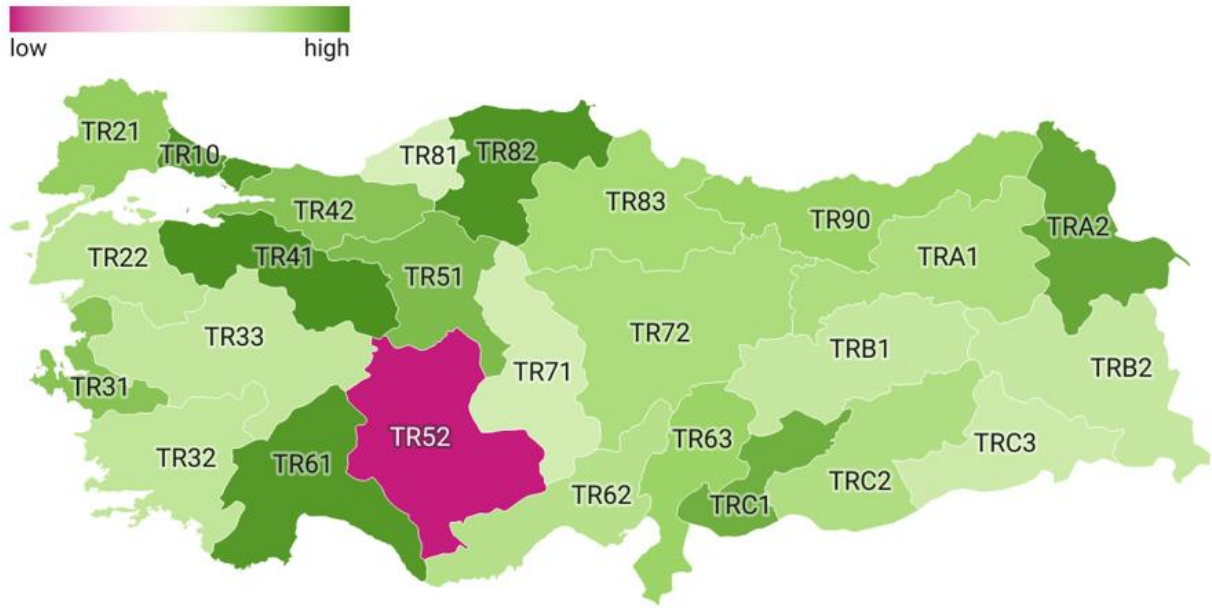 low high
TR21
TR10
TR81 TR82
TR42
TR83
TR90
TRA2
TR22
TR41
TR51
TRA1
TR33
TR72
TRB1
TR71
TRB2
TR31
TR52
TR63
TRC3
TR32
TR61
TRC2
TR62
TRC1